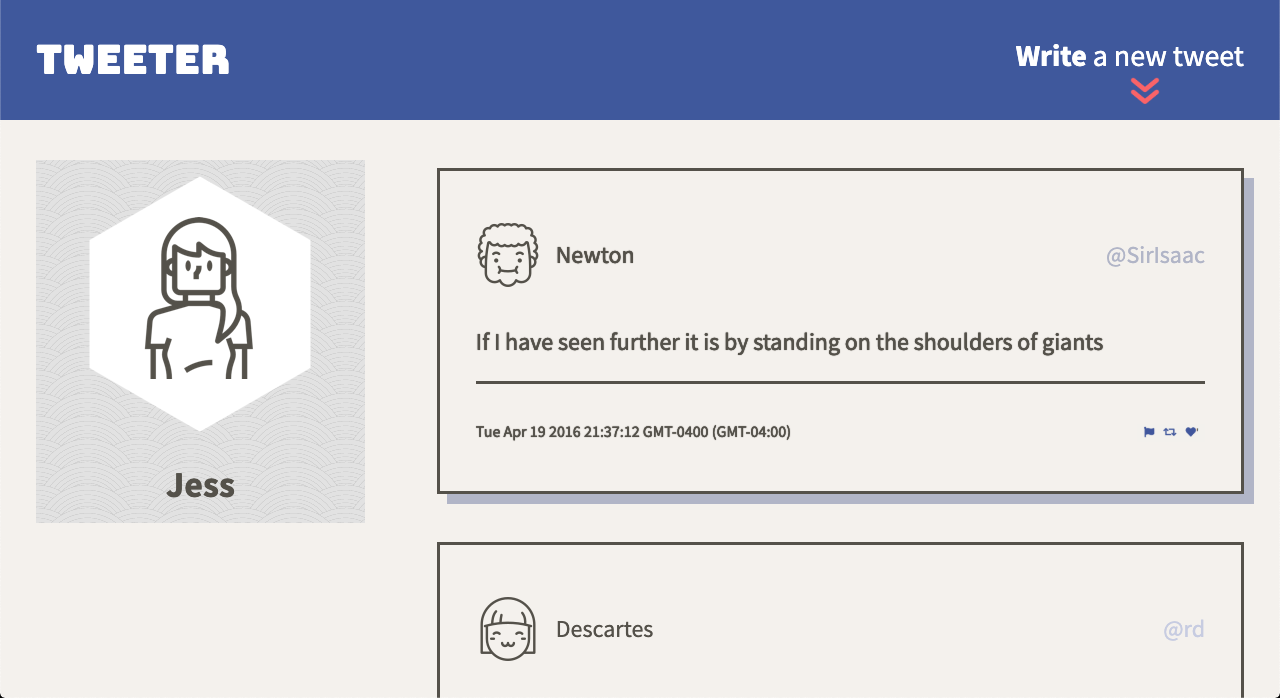 TWEETER
Write a new tweet
Jess
Newton
@SirIsaac
If I have seen further it is by standing on the shoulders of giants
Tue Apr 19 2016 21:37:12 GMT-0400 (GMT-04:00)
Descartes
@rd